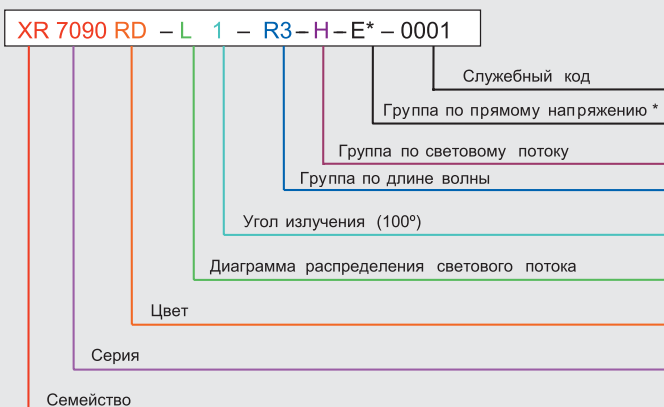 XR 7090 RD – L 1 – R3 – H – E* – 0001
Служебный код
Группа по прямому напряжению *
Группа по световому потоку
Группа по длине волны
Угол излучения (100º)
Диаграмма распределения светового потока
Цвет
Серия
Семейство